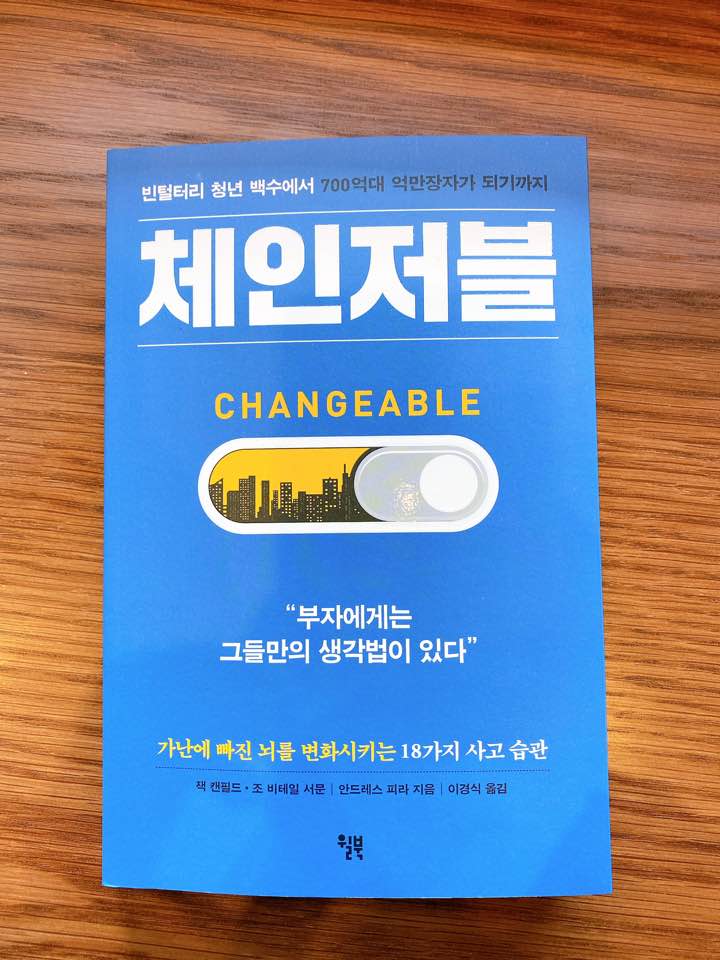 빈털터리 청년 백수에서 700억대 억만장자가 되기까지
체인저블
CHANGEABLE
“부자에게는
그들만의 생각법이 있다”
가난에 빠진 뇌를 변화시키는 18가지 사고 습관
잭 캔필드 · 조 비테일 서문 | 안드레스 피라 지음 | 이경식 옮김
윌북